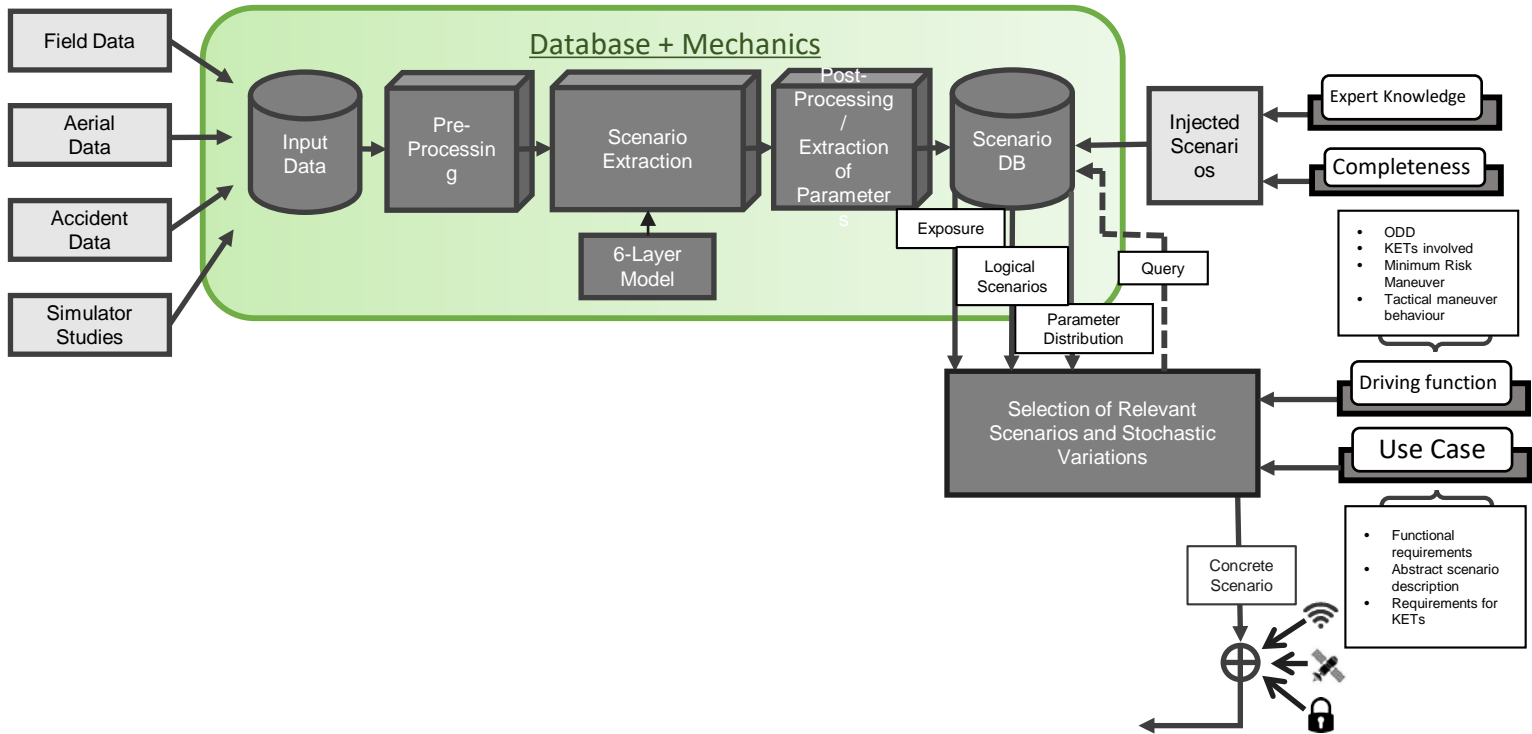 Field Data
Aerial
Data
Accident
Data
Simulator
Studies
Database + Mechanics
Input
Data
Pre-
Processin
g
Scenario
Extraction
6-Layer
Model
Post-
Processing
/
Extraction
of
Parameter
s
Scenario
DB
Injected
Scenari
os
Expert Knowledge
Completeness
Exposure
Logical
Scenarios
Parameter
Distribution
Query
• ODD
• KETs involved
• Minimum Risk
Maneuver
• Tactical maneuver
behaviour
Driving function
Use Case
Selection of Relevant
Scenarios and Stochastic
Variations
• Functional
requirements
• Abstract scenario
description
• Requirements for
KETs
Concrete
Scenario